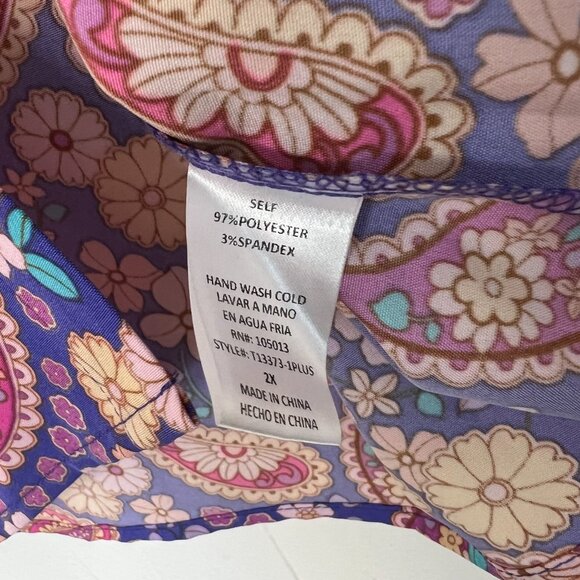 SELF
97%POLYESTER
3%SPANDEX
HAND WASH COLD
LAVAR A MANO
EN AGUA FRIA
RN#: 105013
STYLE#: T13373-1PLUS
2X
MADE IN CHINA
HECHO EN CHINA